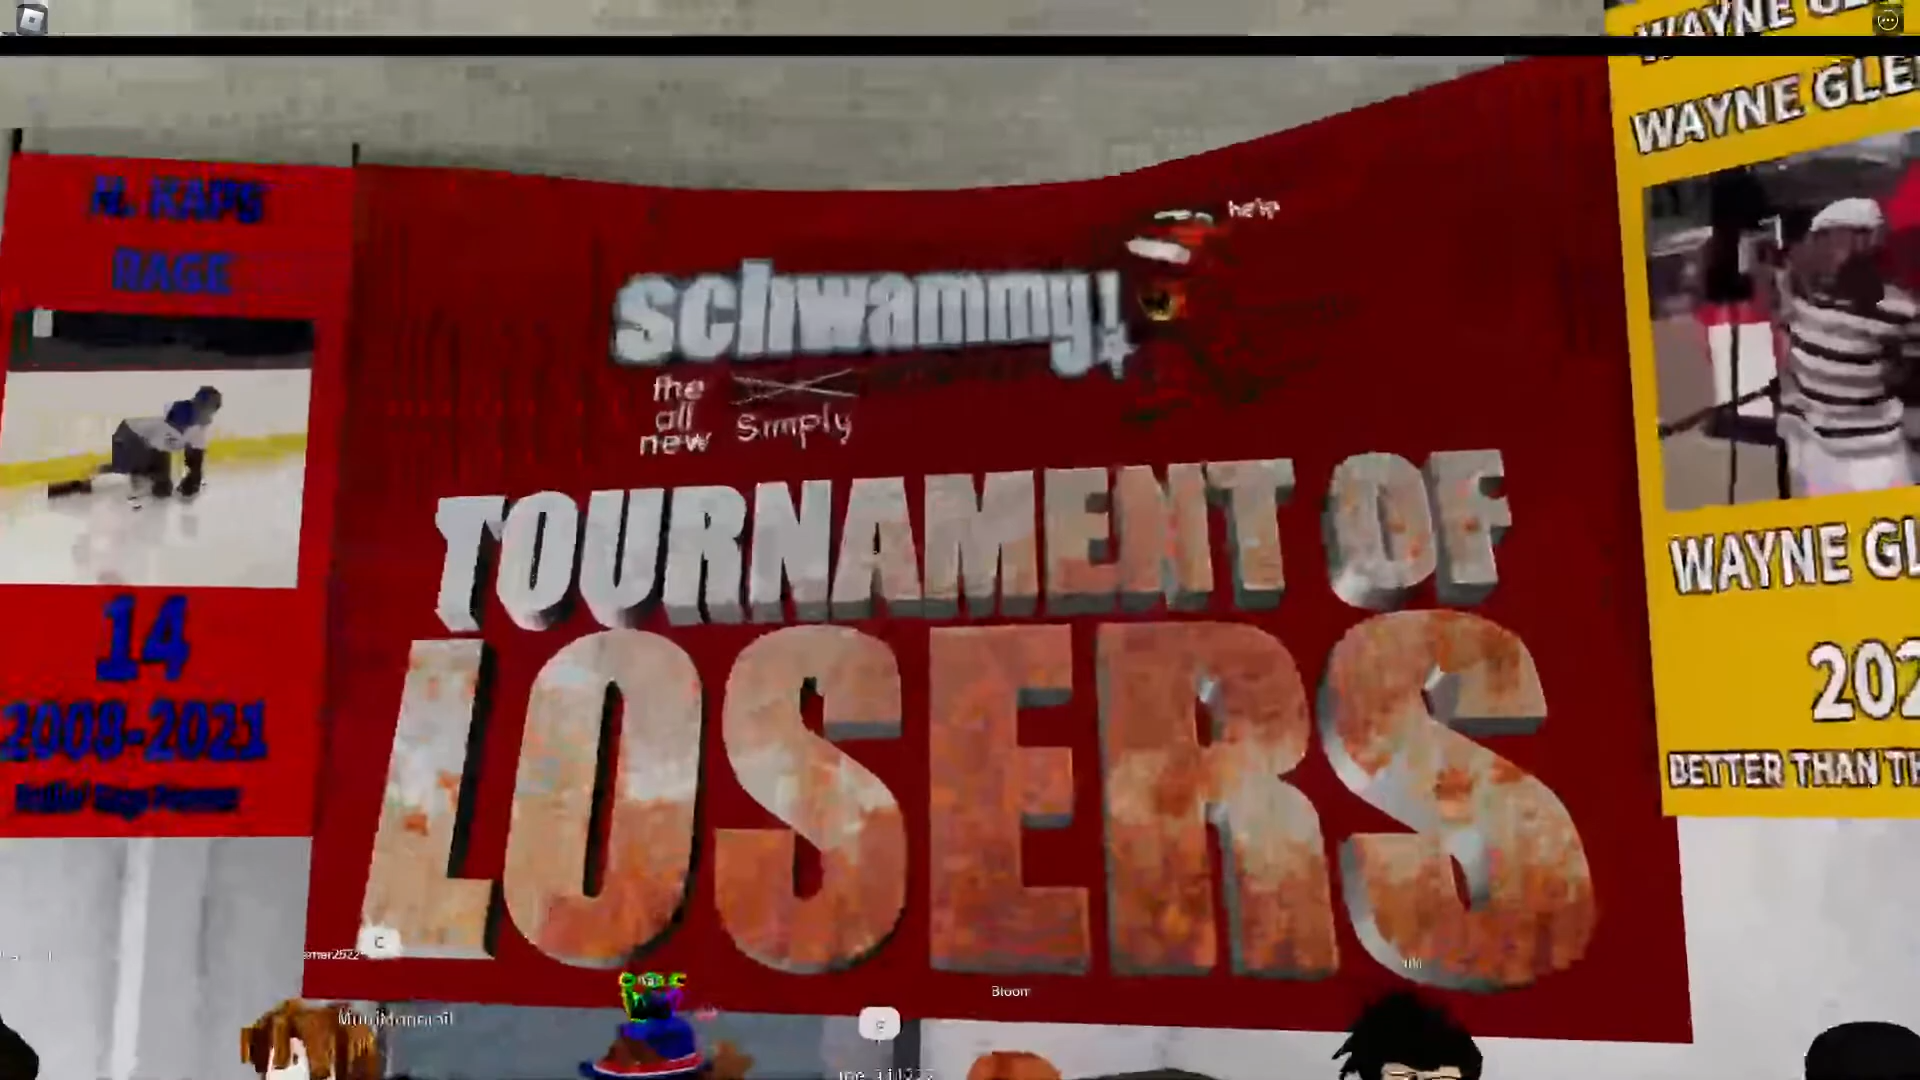 WAYNE
WAYNE GLE
N. KAPS
RAGE
help
schwammy!
the
all
new
Simply
TOURNAMENT OF
LOSERS
14
2008-2021
WAYNE GL
202
BETTER THAN TH
Bloom